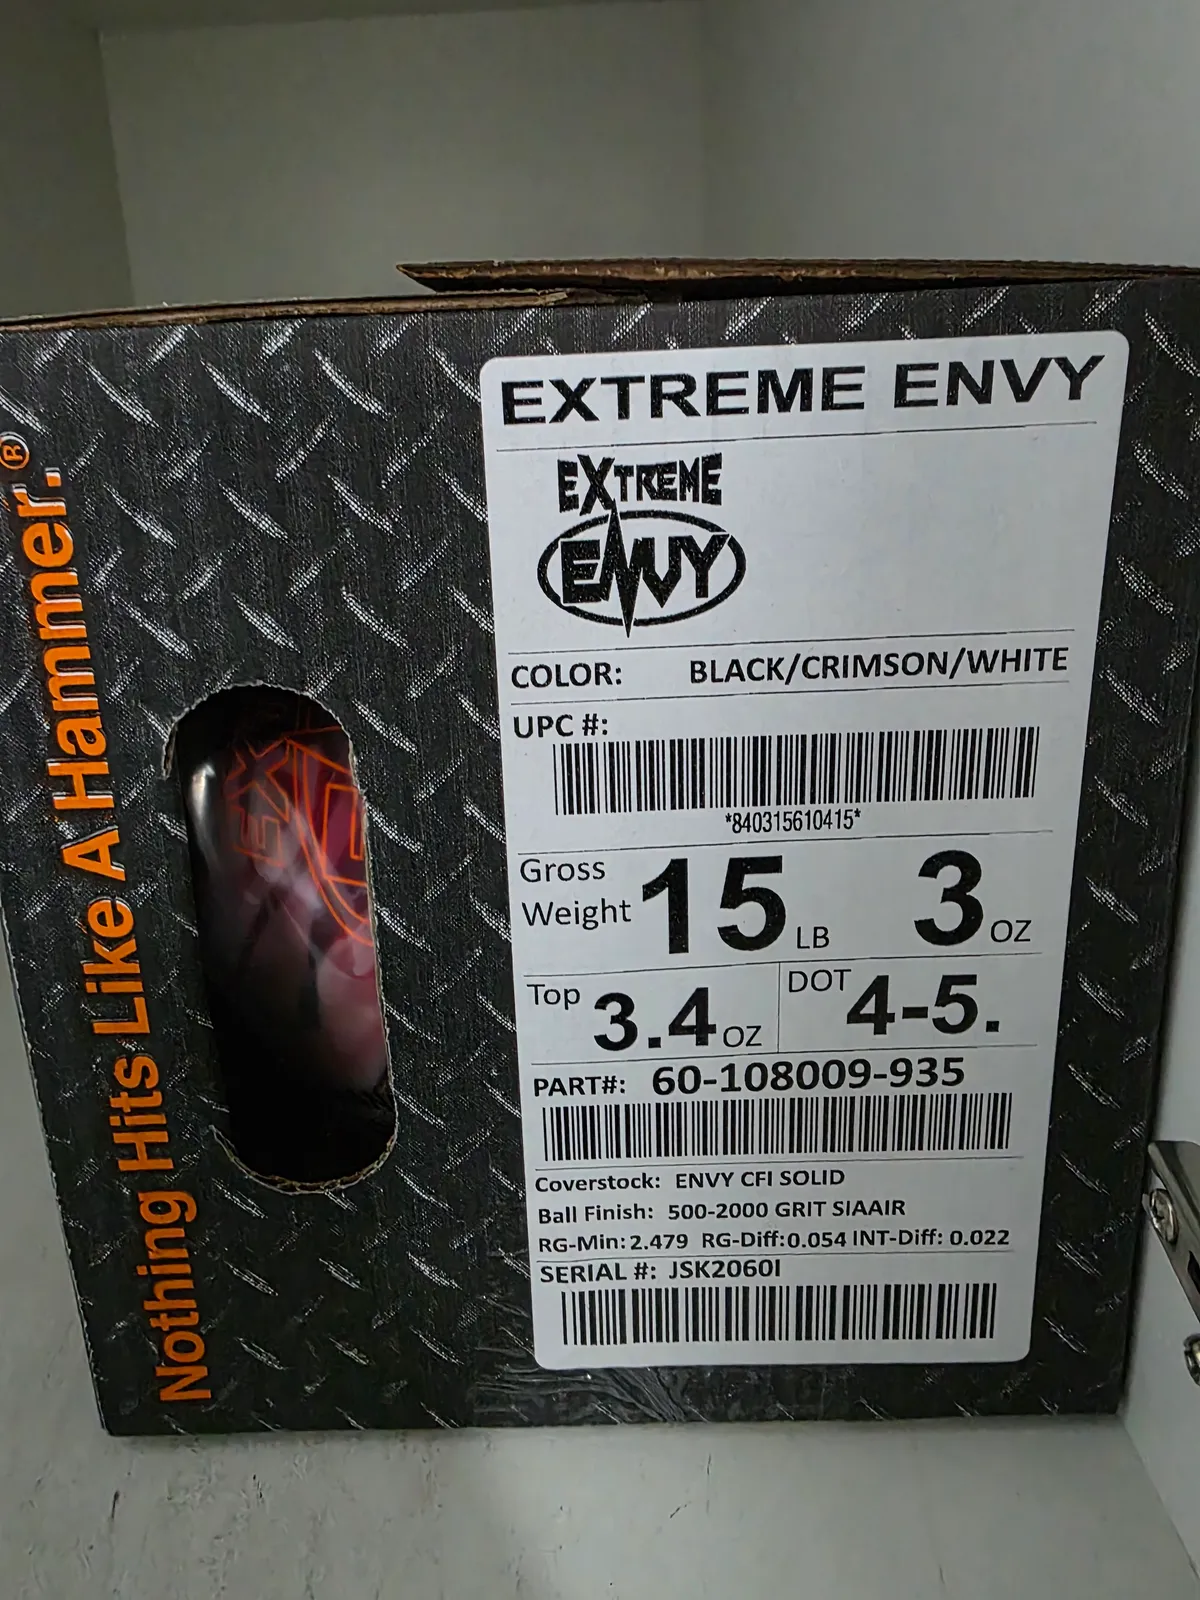 Nothing Hits Like A Hammer.®
EXTREME ENVY
EXTREME
ENVY
COLOR: BLACK/CRIMSON/WHITE
UPC #:
*840315610415*
Gross Weight 15 LB 3 OZ
Top 3.4 OZ DOT 4-5.
PART#: 60-108009-935
Coverstock: ENVY CFI SOLID
Ball Finish: 500-2000 GRIT SIAAIR
RG-Min: 2.479 RG-Diff: 0.054 INT-Diff: 0.022
SERIAL #: JSK2060I